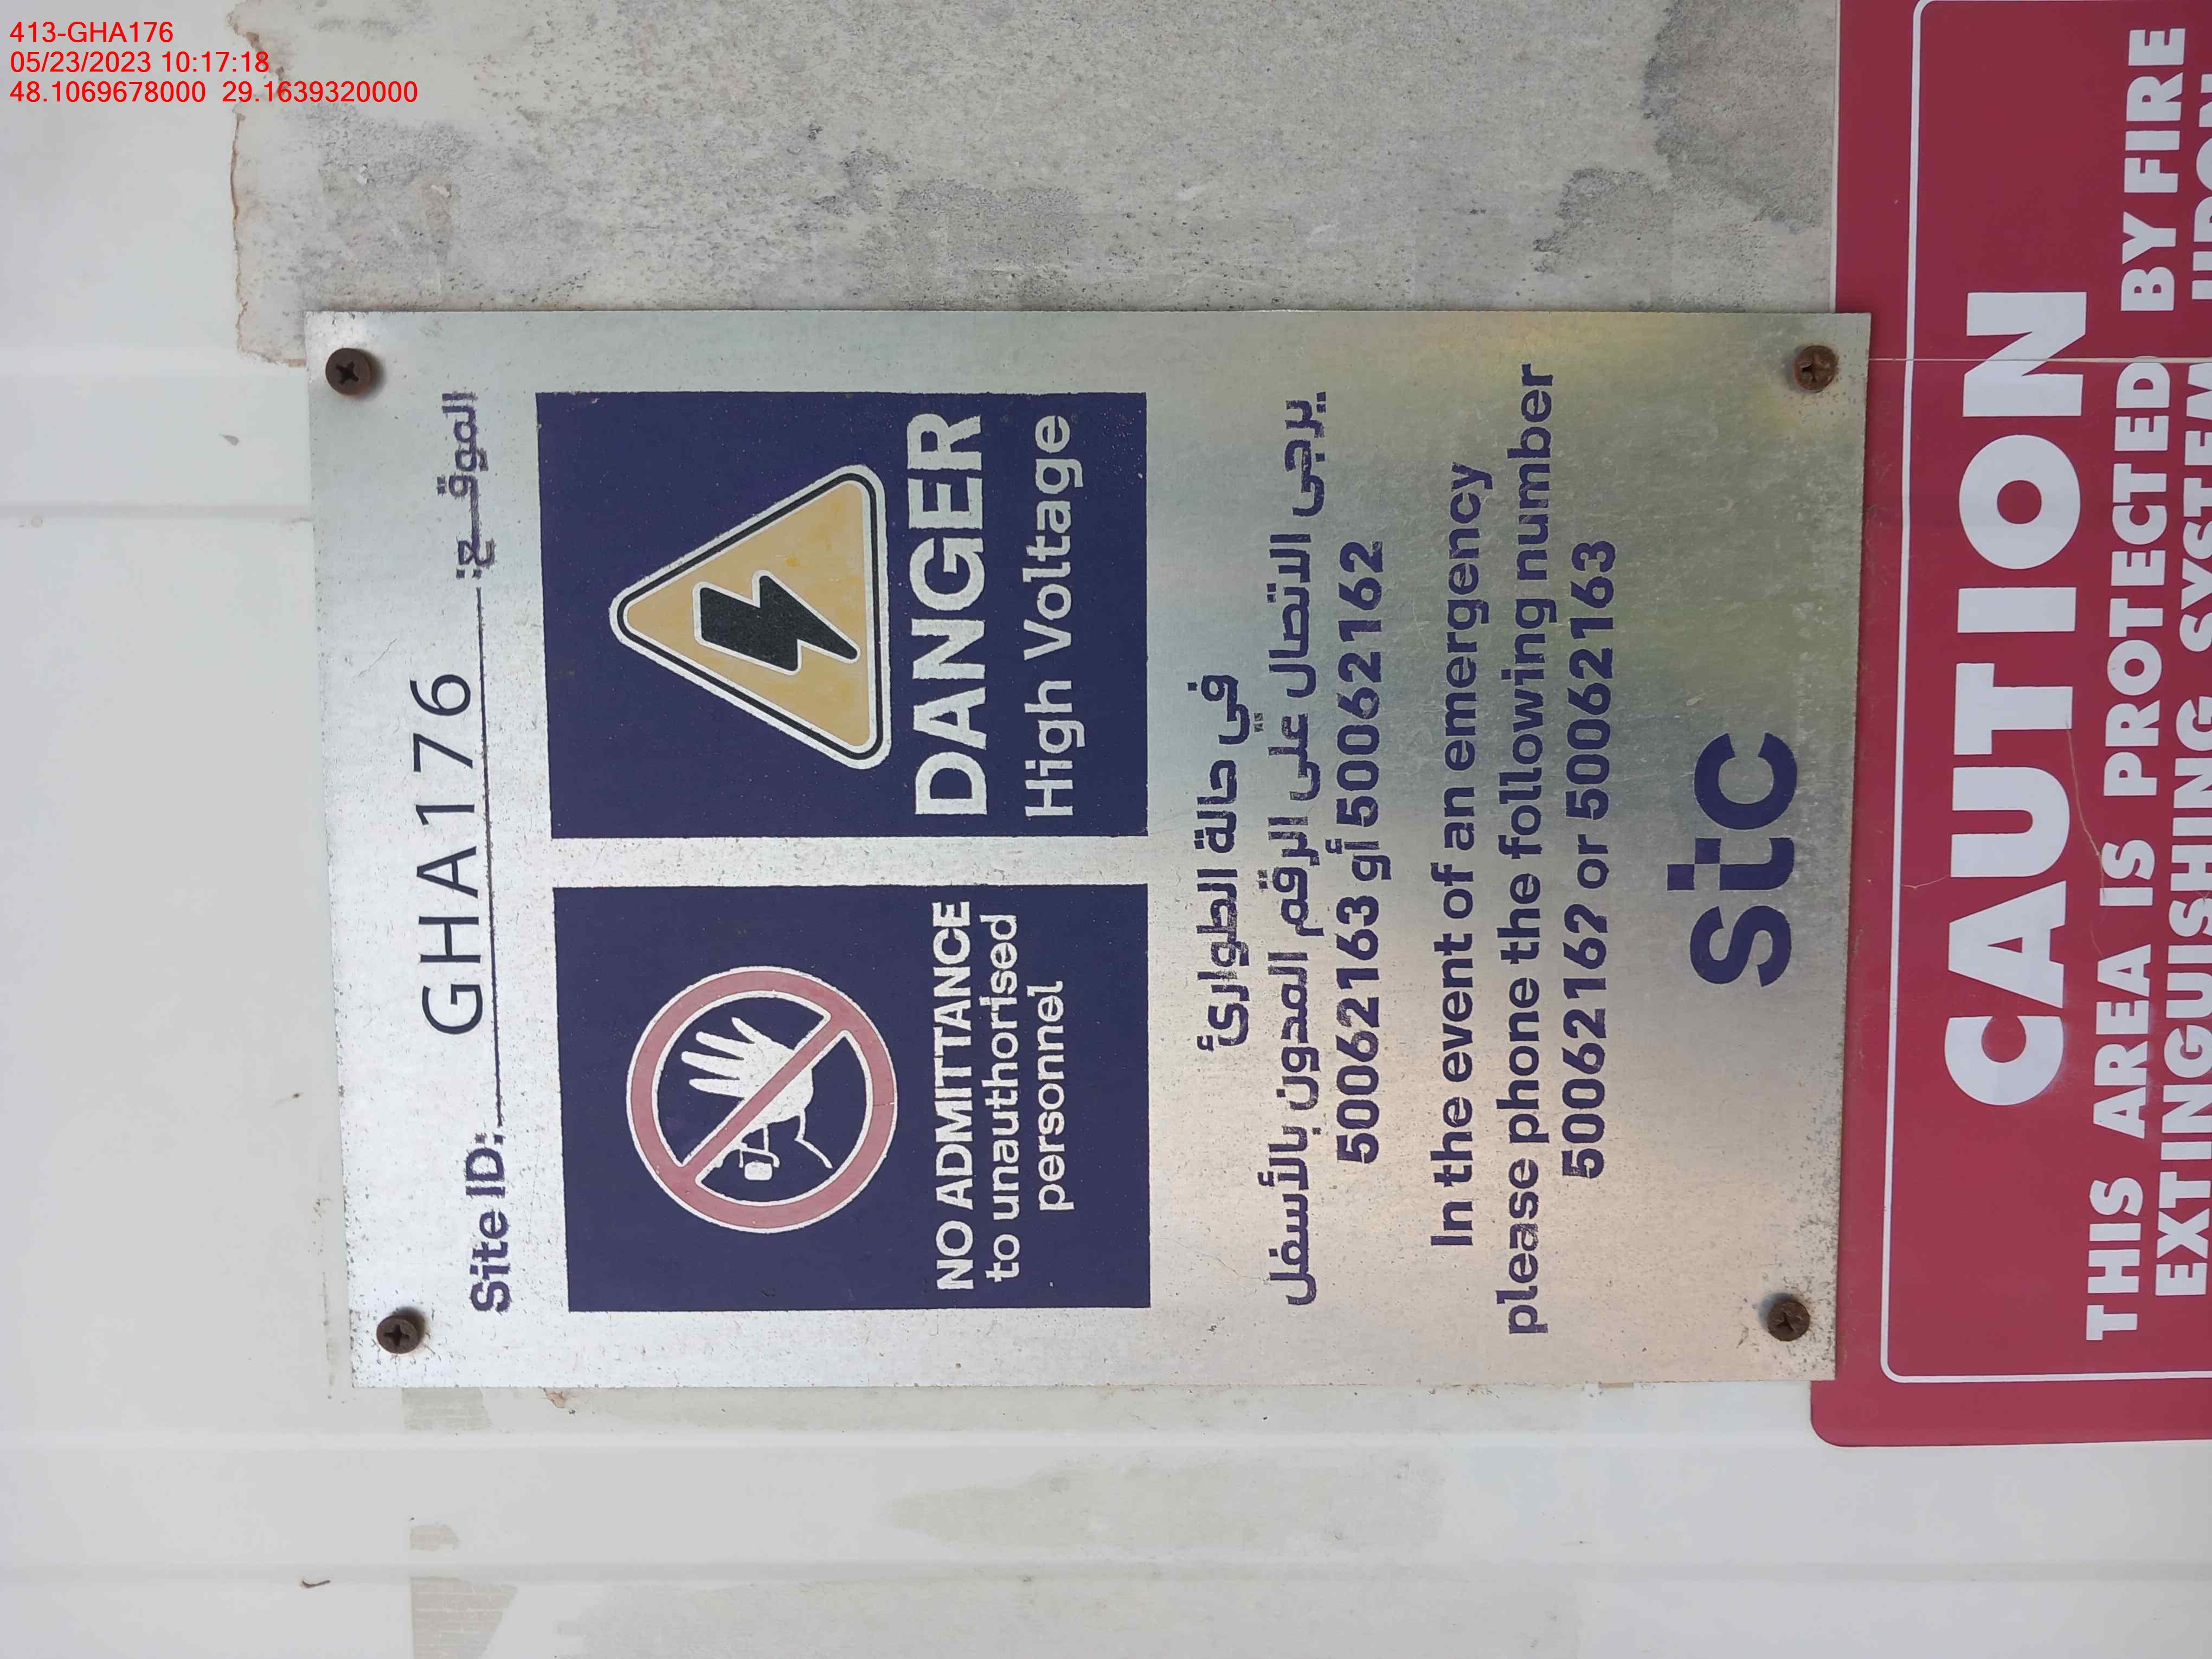 413-GHA176
05/23/2023 10:17:18
48.1069678000 29.1639320000
Site ID: GHA176 الموقـــع:
NO ADMITTANCE
to unauthorised
personnel
DANGER
High Voltage
في حالة الطوارئ
يرجى الاتصال على الرقم المدون بالأسفل
50062163 أو 50062162
In the event of an emergency
please phone the following number
50062162 or 50062163
stc
CAUTION
THIS AREA IS PROTECTED BY FIRE
EXTINGUISHING SYSTEM